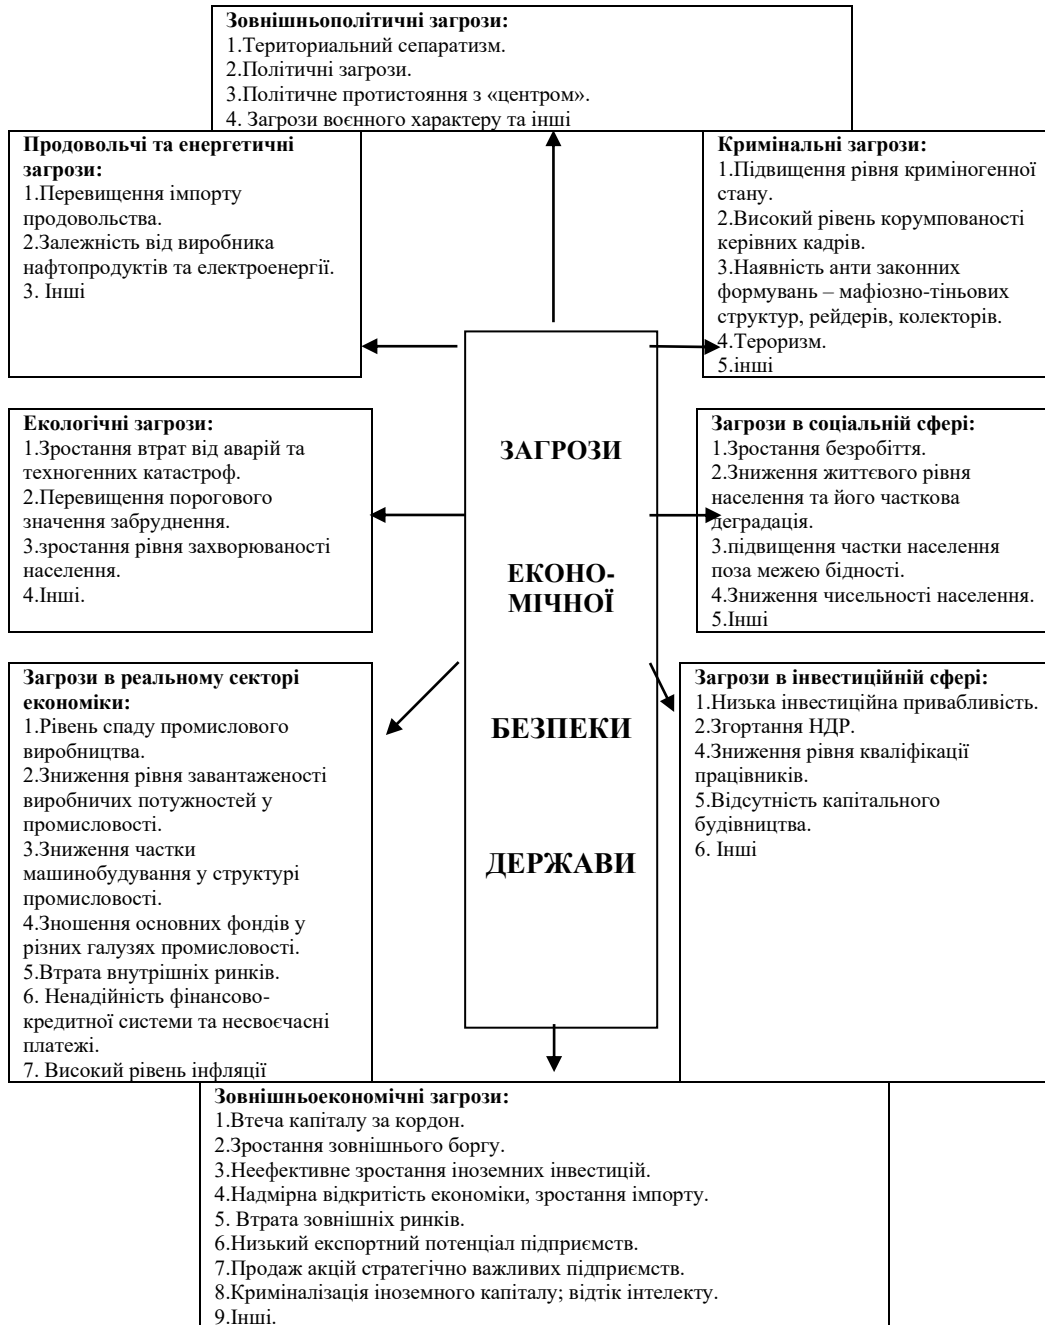 Зовнішньополітичні загрози:
1.Териториальний сепаратизм.
2.Політичні загрози.
3.Політичне протистояння з «центром».
4. Загрози воєнного характеру та інші
Продовольчі та енергетичні
загрози:
1.Перевищення імпорту
продовольства.
2.Залежність від виробника
нафтопродуктів та електроенергії.
3. Інші
Кримінальні загрози:
1.Підвищення рівня криміногенної
стану.
2.Високий рівень корумпованості
керівних кадрів.
3.Наявність анти законних
формувань – мафіозно-тіньових
структур, рейдерів, колекторів.
4.Тероризм.
5.інші
Екологічні загрози:
1.Зростання втрат від аварій та
техногенних катастроф.
2.Перевищення порогового
значення забруднення.
3.зростання рівня захворюваності
населення.
4.Інші.
ЗАГРОЗИ
ЕКОНО-
МІЧНОЇ
БЕЗПЕКИ
ДЕРЖАВИ
Загрози в соціальній сфері:
1.Зростання безробіття.
2.Зниження життєвого рівня
населення та його часткова
деградація.
3.підвищення частки населення
поза межею бідності.
4.Зниження чисельності населення.
5.Інші
Загрози в реальному секторі
економіки:
1.Рівень спаду промислового
виробництва.
2.Зниження рівня завантаженості
виробничих потужностей у
промисловості.
3.Зниження частки
машинобудування у структурі
промисловості.
4.Зношення основних фондів у
різних галузях промисловості.
5.Втрата внутрішніх ринків.
6. Ненадійність фінансово-
кредитної системи та несвоєчасні
платежі.
7. Високий рівень інфляції
Загрози в інвестиційній сфері:
1.Низька інвестиційна привабливість.
2.Згортання НДР.
4.Зниження рівня кваліфікації
працівників.
5.Відсутність капітального
будівництва.
6. Інші
Зовнішньоекономічні загрози:
1.Втеча капіталу за кордон.
2.Зростання зовнішнього боргу.
3.Неефективне зростання іноземних інвестицій.
4.Надмірна відкритість економіки, зростання імпорту.
5. Втрата зовнішніх ринків.
6.Низький експортний потенціал підприємств.
7.Продаж акцій стратегічно важливих підприємств.
8.Криміналізація іноземного капіталу; відтік інтелекту.
9.Інші.